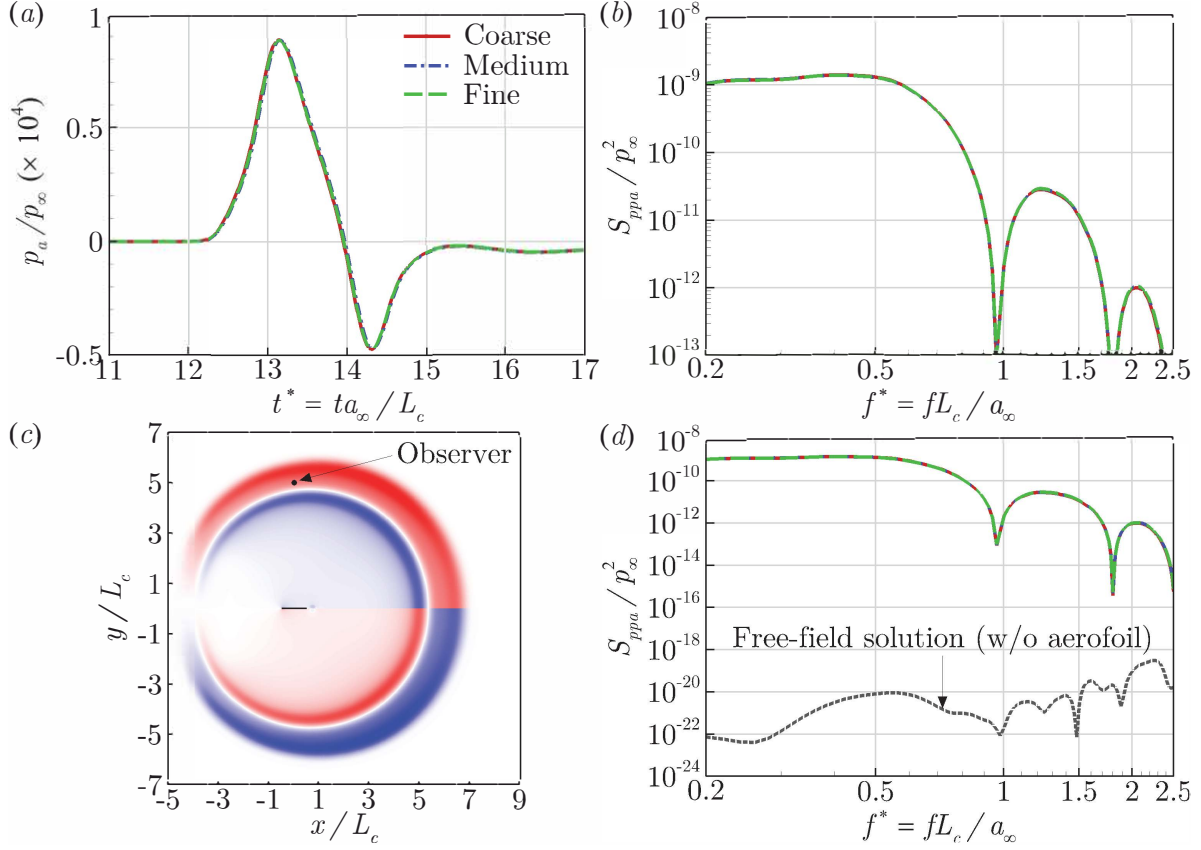 (a)
1
0.5
0
-0.5
p_a / p_∞ (× 10^4)
Coarse
Medium
Fine
11 12 13 14 15 16 17
t^* = ta_∞ / L_c
(b)
10^-8
10^-9
10^-10
10^-11
10^-12
10^-13
S_ppa / p_∞^2
0.2 0.5 1 1.5 2 2.5
f^* = fL_c / a_∞
(c)
7
5
3
1
-1
-3
-5
-7
y / L_c
Observer
-5 -3 -1 1 3 5 7 9
x / L_c
(d)
10^-8
10^-10
10^-12
10^-14
10^-16
10^-18
10^-20
10^-22
10^-24
S_ppa / p_∞^2
Free-field solution (w/o aerofoil)
0.2 0.5 1 1.5 2 2.5
f^* = fL_c / a_∞